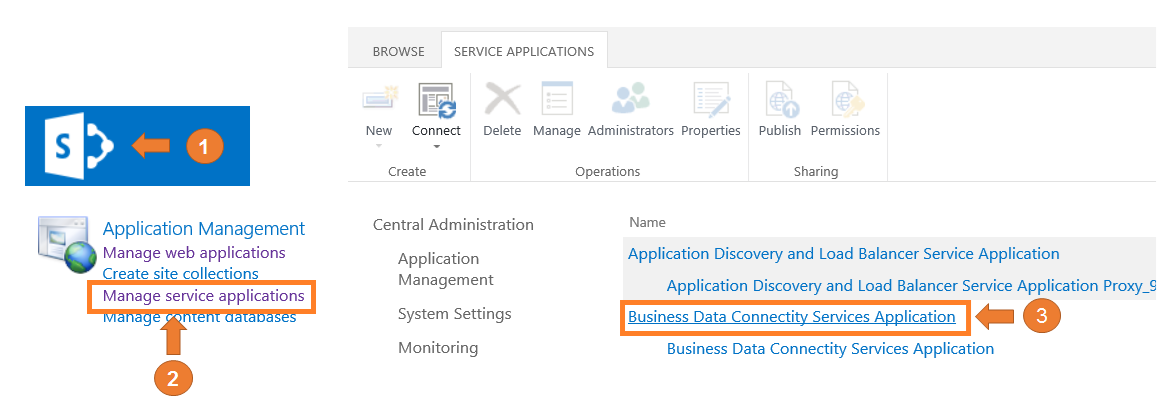 BROWSE SERVICE APPLICATIONS
New Connect Delete Manage Administrators Properties Publish Permissions
Create Operations Sharing
S 1
Application Management
Manage web applications
Create site collections
Manage service applications
Manage content databases
2
Central Administration
Application
Management
System Settings
Monitoring
Name
Application Discovery and Load Balancer Service Application
Application Discovery and Load Balancer Service Application Proxy_9
Business Data Connectity Services Application 3
Business Data Connectity Services Application